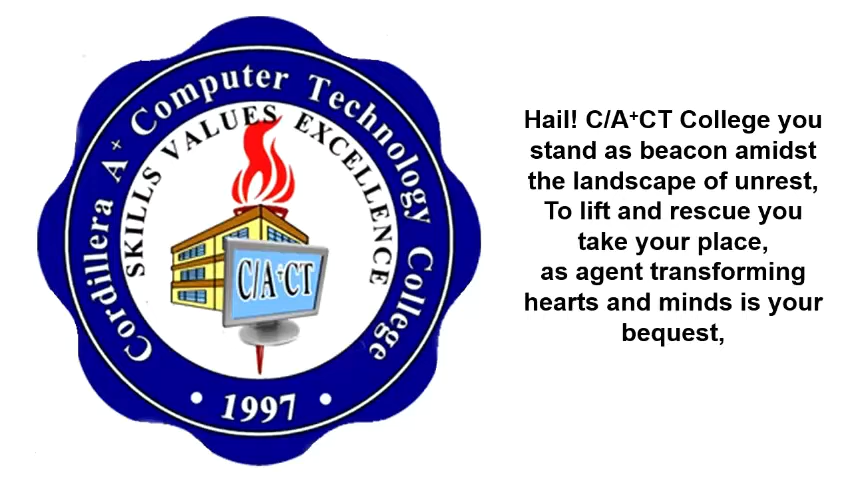 Cordillera A+ Computer Technology College
SKILLS VALUES EXCELLENCE
C/A+CT
• 1997 •
Hail! C/A+CT College you
stand as beacon amidst
the landscape of unrest,
To lift and rescue you
take your place,
as agent transforming
hearts and minds is your
bequest,